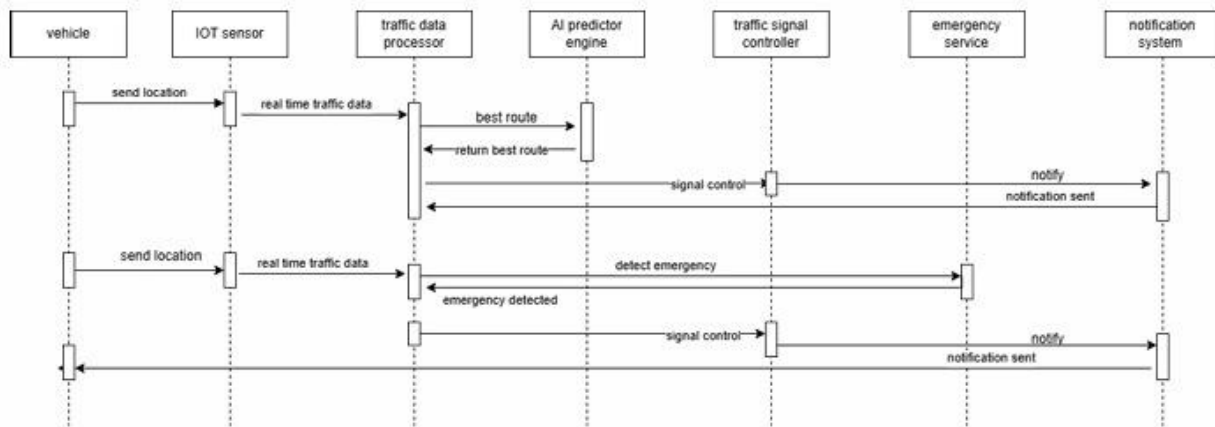 vehicle
IOT sensor
traffic data
processor
AI predictor
engine
traffic signal
controller
emergency
service
notification
system
send location
real time traffic data
best route
return best route
signal control
notify
notification sent
send location
real time traffic data
detect emergency
emergency detected
signal control
notify
notification sent